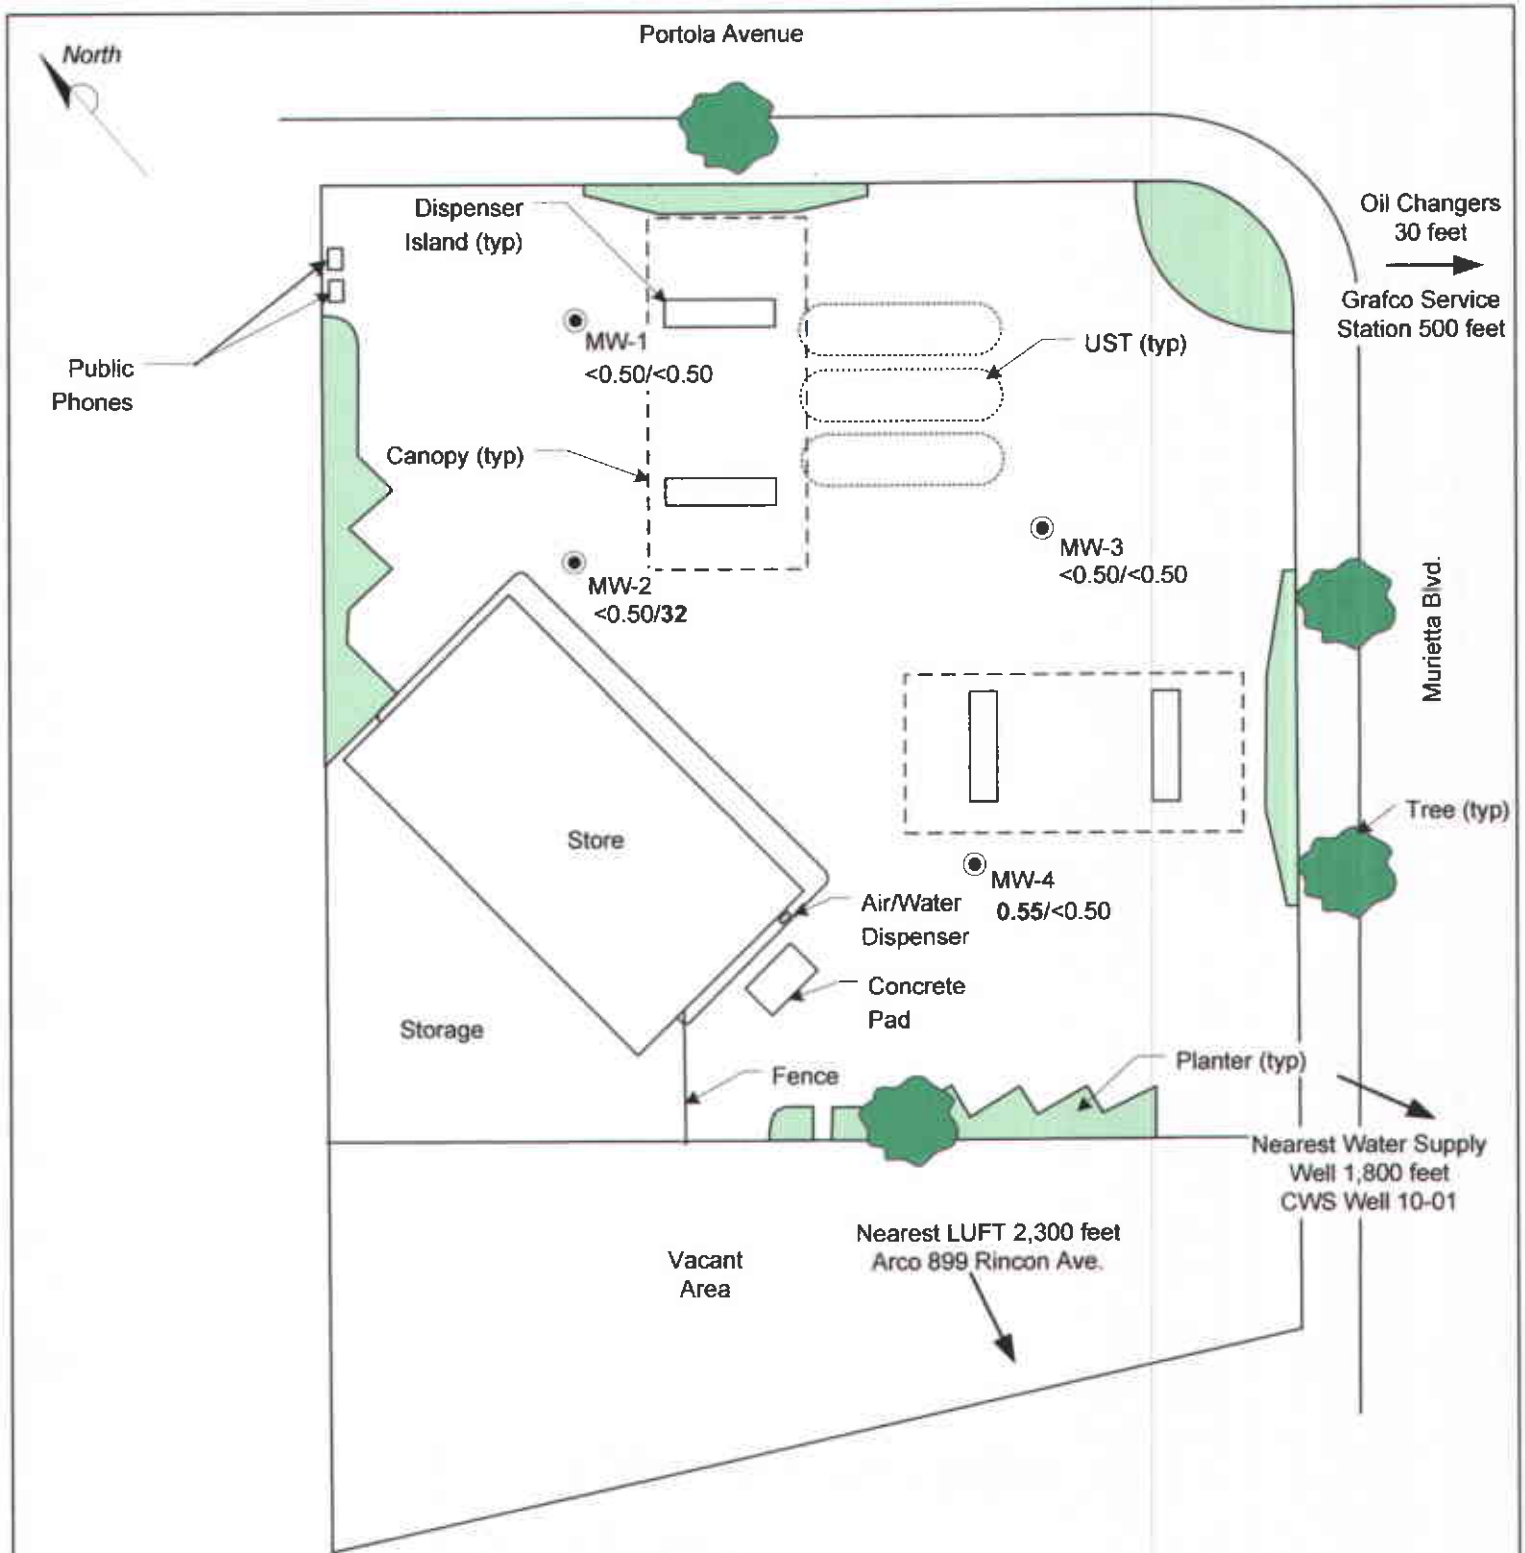 Portola Avenue
North
Oil Changers
30 feet
Grafco Service
Station 500 feet
Dispenser
Island (typ)
MW-1
<0.50/<0.50
UST (typ)
Public
Phones
Canopy (typ)
MW-3
<0.50/<0.50
MW-2
<0.50/32
Murietta Blvd.
Tree (typ)
Store
MW-4
0.55/<0.50
Air/Water
Dispenser
Concrete
Pad
Storage
Planter (typ)
Fence
Nearest Water Supply
Well 1,800 feet
CWS Well 10-01
Nearest LUFT 2,300 feet
Arco 899 Rincon Ave.
Vacant
Area